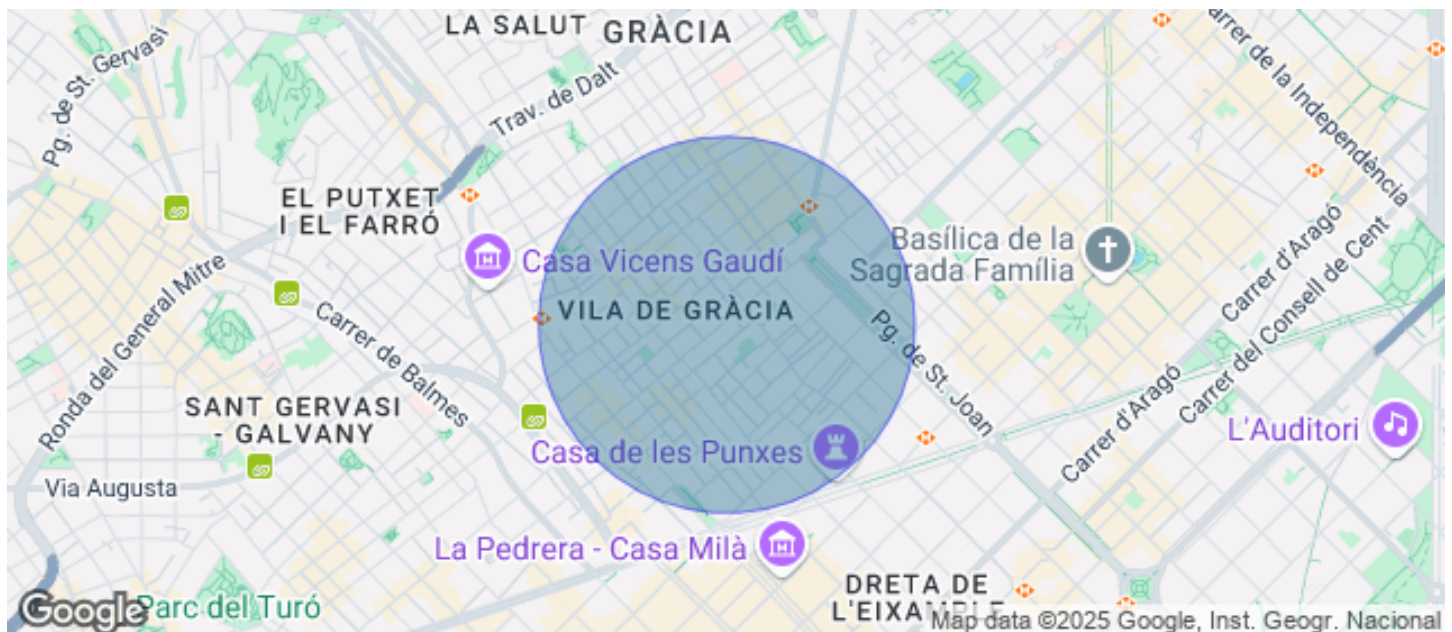 LA SALUT
GRÀCIA
Pg. de St. Gervasi
Trav. de Dalt
Carrer de la Independència
EL PUTXET
I EL FARRÓ
Casa Vicens Gaudí
Basílica de la
Sagrada Família
Carrer d'Aragó
Carrer del Consell de Cent
VILA DE GRÀCIA
Ronda del General Mitre
Carrer de Balmes
Pg. de St. Joan
SANT GERVASI
- GALVANY
Casa de les Punxes
Carrer d'Aragó
L'Auditori
Via Augusta
La Pedrera - Casa Milà
DRETA DE
L'EIXAMPLE
Google
Parc del Turó
Map data ©2025 Google, Inst. Geogr. Nacional